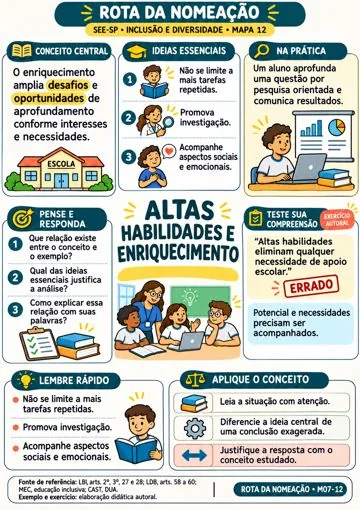 ROTA DA NOMEAÇÃO
SEE-SP • INCLUSÃO E DIVERSIDADE • MAPA 12
CONCEITO CENTRAL
O enriquecimento
amplia desafios e
oportunidades de
aprofundamento
conforme interesses
e necessidades.
ESCOLA
IDEIAS ESSENCIAIS
1
Não se limite a
mais tarefas
repetidas.
2
Promova
investigação.
3
Acompanhe
aspectos sociais
e emocionais.
NA PRÁTICA
Um aluno aprofunda
uma questão por
pesquisa orientada e
comunica resultados.
PENSE E
RESPONDA
1
Que relação existe
entre o conceito e
o exemplo?
2
Qual das ideias
essenciais justifica
a análise?
3
Como explicar essa
relação com suas
palavras?
ALTAS
HABILIDADES E
ENRIQUECIMENTO
TESTE SUA
COMPREENSÃO
EXERCÍCIO
AUTORAL
“Altas habilidades
eliminam qualquer
necessidade de apoio
escolar.”
ERRADO
Potencial e necessidades
precisam ser
acompanhados.
LEMBRE RÁPIDO
• Não se limite a mais
tarefas repetidas.
• Promova investigação.
• Acompanhe aspectos
sociais e emocionais.
APLIQUE O CONCEITO
Leia a situação com atenção.
Diferencie a ideia central de
uma conclusão exagerada.
Justifique a resposta com o
conceito estudado.
Fonte de referência: LBI, arts. 2º, 3º, 27 e 28; LDB, arts. 58 a 60;
MEC, educação inclusiva; CAST, DUA.
Exemplo e exercício: elaboração didática autoral.
ROTA DA NOMEAÇÃO • M07-12